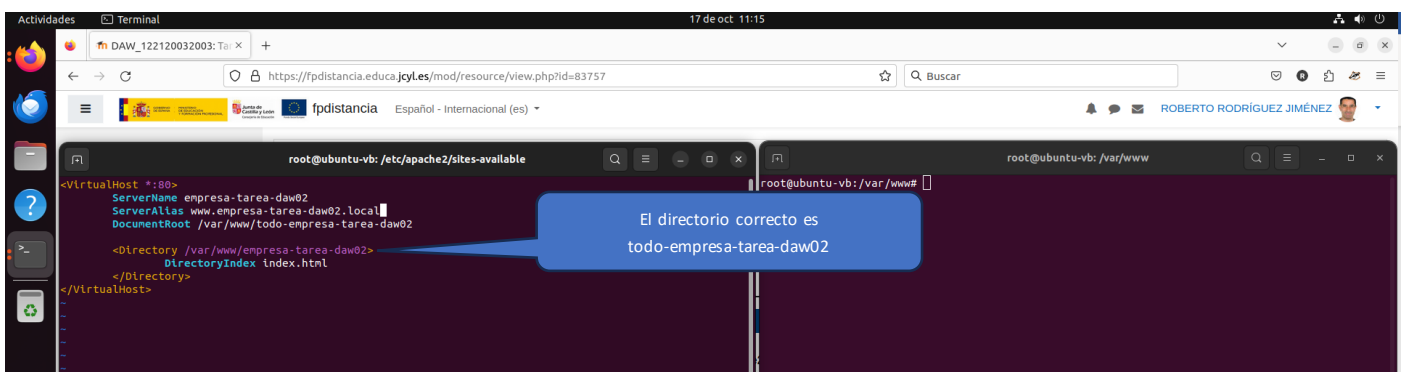 Actividades Terminal 17 de oct 11:15
DAW_122120032003: Ta
https://fpdistancia.educa.jcyl.es/mod/resource/view.php?id=83757 Buscar
Junta de Castilla y León fpdistancia Español - Internacional (es) ROBERTO RODRÍGUEZ JIMÉNEZ
root@ubuntu-vb: /etc/apache2/sites-available
<VirtualHost *:80>
ServerName empresa-tarea-daw02
ServerAlias www.empresa-tarea-daw02.local
DocumentRoot /var/www/todo-empresa-tarea-daw02
<Directory /var/www/empresa-tarea-daw02>
DirectoryIndex index.html
</Directory>
</VirtualHost>
~
~
~
~
El directorio correcto es
todo-empresa-tarea-daw02
root@ubuntu-vb: /var/www
root@ubuntu-vb:/var/www#